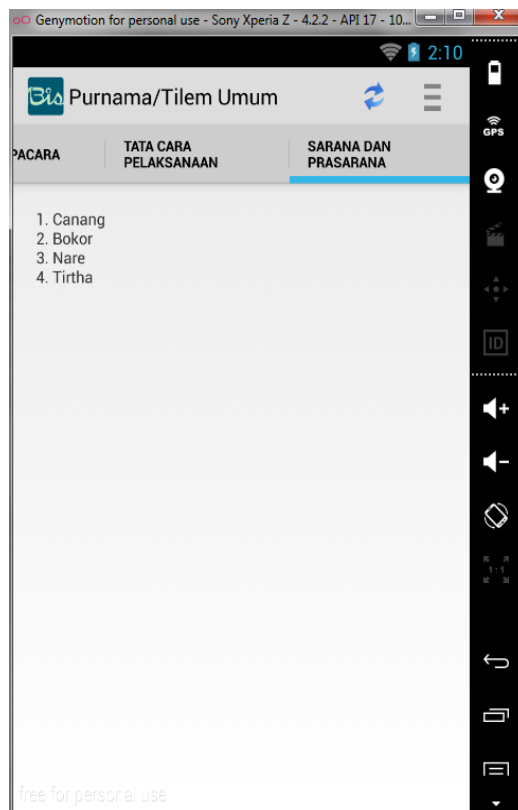 Genymotion for personal use - Sony Xperia Z - 4.2.2 - API 17 - 10...
2:10
Bis Purnama/Tilem Umum
PACARA
TATA CARA
PELAKSANAAN
SARANA DAN
PRASARANA
1. Canang
2. Bokor
3. Nare
4. Tirtha
GPS
ID
1:1
free for personal use